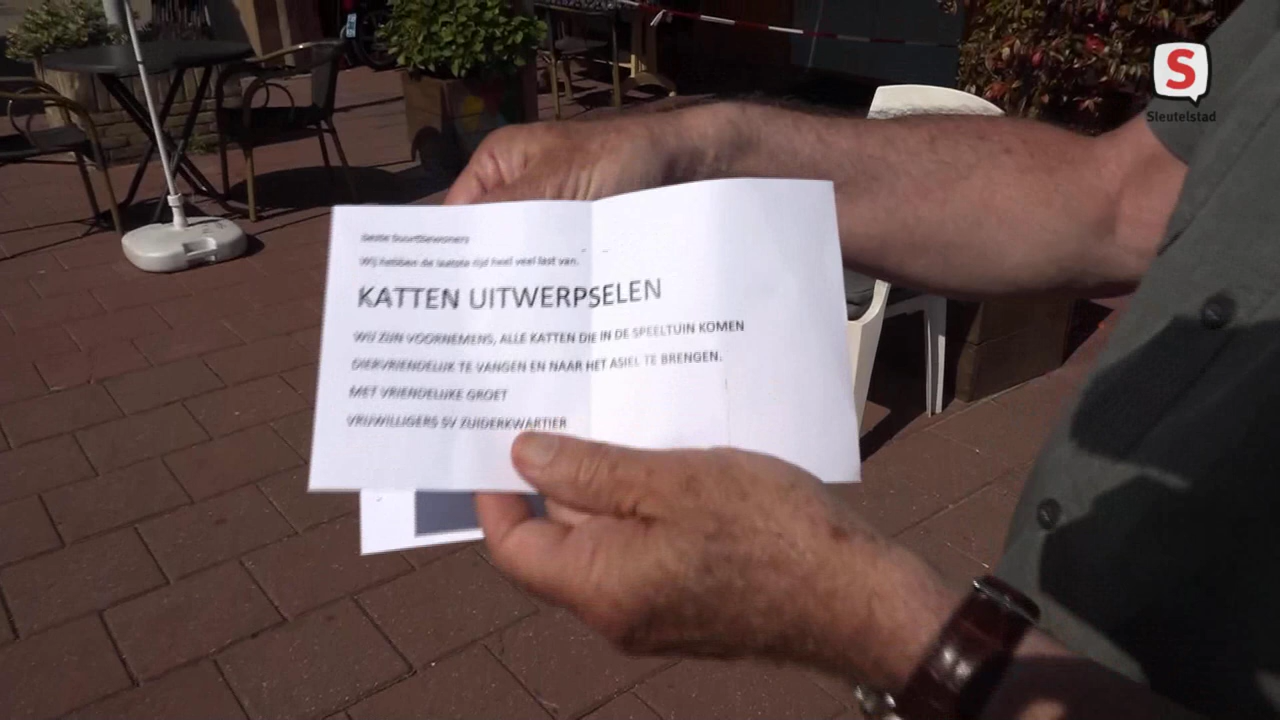 Beste buurtbewoners
Wij hebben de laatste tijd heel veel last van.
KATTEN UITWERPSELEN
WIJ ZIJN VOORNEMENS, ALLE KATTEN DIE IN DE SPEELTUIN KOMEN
DIERVRIENDELIJK TE VANGEN EN NAAR HET ASIEL TE BRENGEN.
MET VRIENDELIJKE GROET
VRIJWILLIGERS SV ZUIDERKWARTIER
S
Sleutelstad